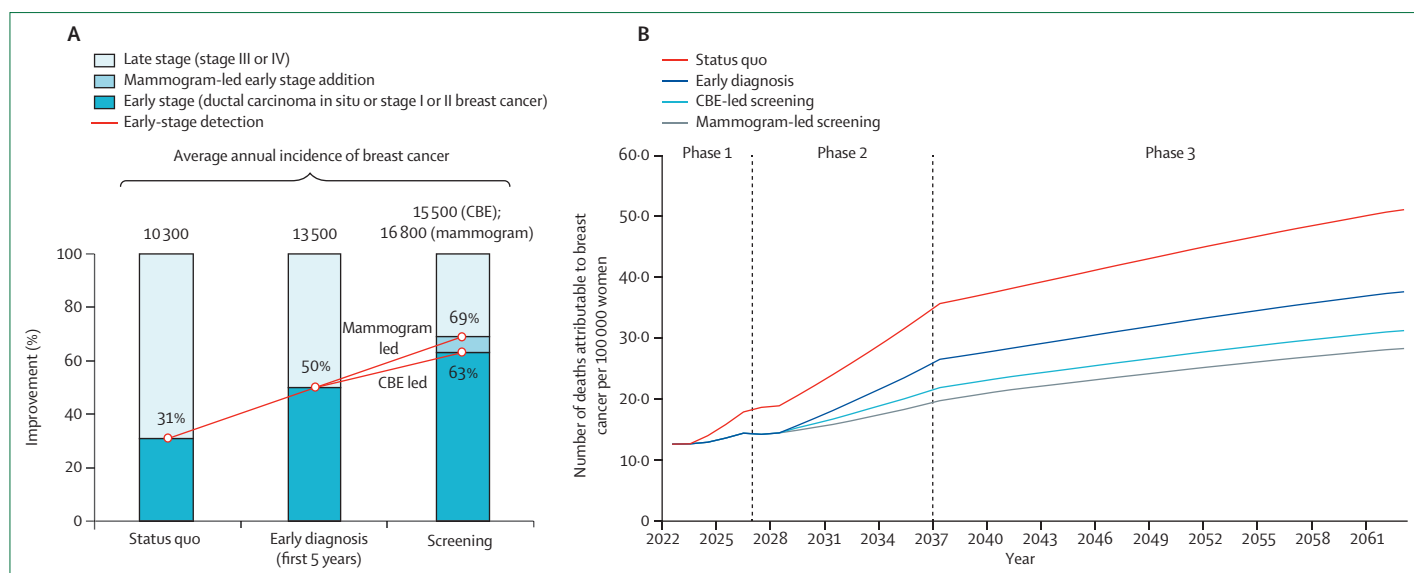 A
Late stage (stage III or IV)
Mammogram-led early stage addition
Early stage (ductal carcinoma in situ or stage I or II breast cancer)
Early-stage detection
Average annual incidence of breast cancer
10 300
13 500
15 500 (CBE);
16 800 (mammogram)
Improvement (%)
100
80
60
40
20
0
31%
50%
Mammogram
led
CBE led
69%
63%
Status quo
Early diagnosis
(first 5 years)
Screening
B
Status quo
Early diagnosis
CBE-led screening
Mammogram-led screening
Number of deaths attributable to breast
cancer per 100 000 women
60·0
50·0
40·0
30·0
20·0
10·0
0
Phase 1
Phase 2
Phase 3
2022
2025
2028
2031
2034
2037
2040
2043
2046
2049
2052
2055
2058
2061
Year